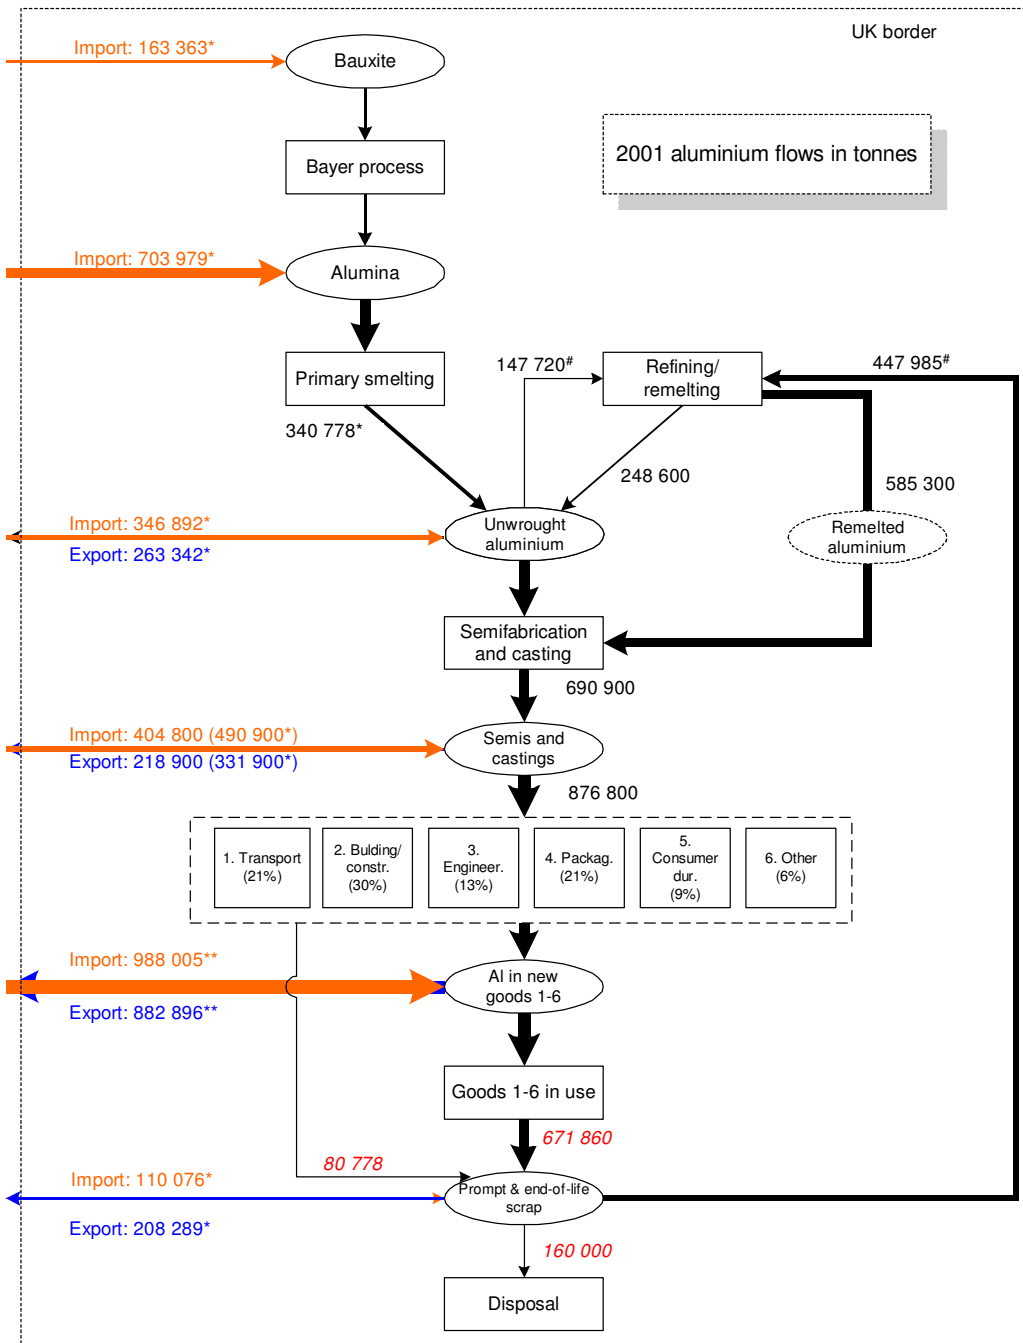 UK border
Import: 163 363*
Bauxite
Bayer process
2001 aluminium flows in tonnes
Import: 703 979*
Alumina
Primary smelting
147 720#
Refining/
remelting
447 985#
340 778*
248 600
585 300
Import: 346 892*
Export: 263 342*
Unwrought
aluminium
Remelted
aluminium
Semifabrication
and casting
690 900
Import: 404 800 (490 900*)
Export: 218 900 (331 900*)
Semis and
castings
876 800
1. Transport
(21%)
2. Bulding/
constr.
(30%)
3.
Engineer.
(13%)
4. Packag.
(21%)
5.
Consumer
dur.
(9%)
6. Other
(6%)
Import: 988 005**
Export: 882 896**
Al in new
goods 1-6
Goods 1-6 in use
671 860
80 778
Import: 110 076*
Export: 208 289*
Prompt & end-of-life
scrap
160 000
Disposal